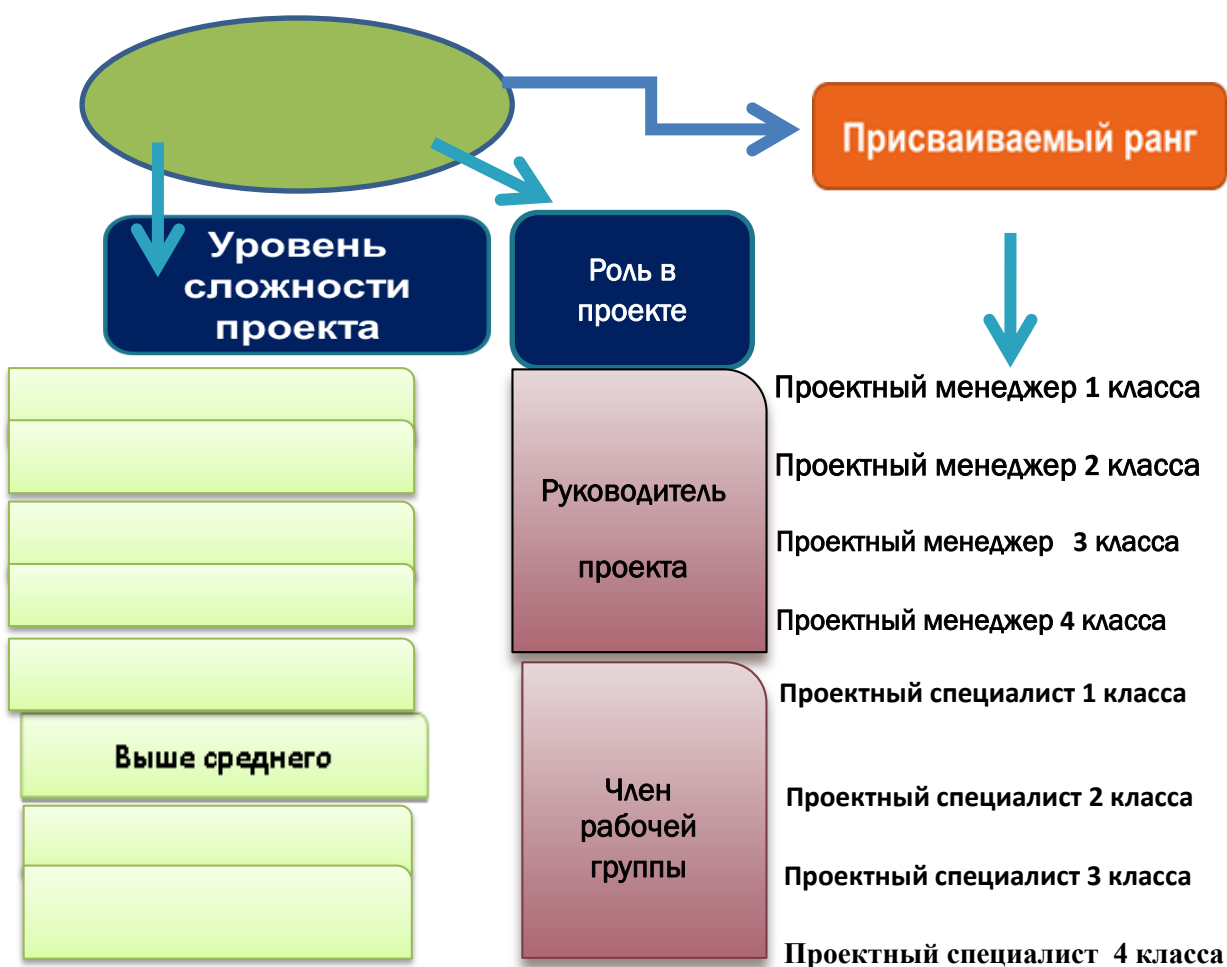 Присваиваемый ранг
Уровень
сложности
проекта
Роль в
проекте
Руководитель
проекта
Проектный менеджер 1 класса
Проектный менеджер 2 класса
Проектный менеджер 3 класса
Проектный менеджер 4 класса
Выше среднего
Член
рабочей
группы
Проектный специалист 1 класса
Проектный специалист 2 класса
Проектный специалист 3 класса
Проектный специалист 4 класса